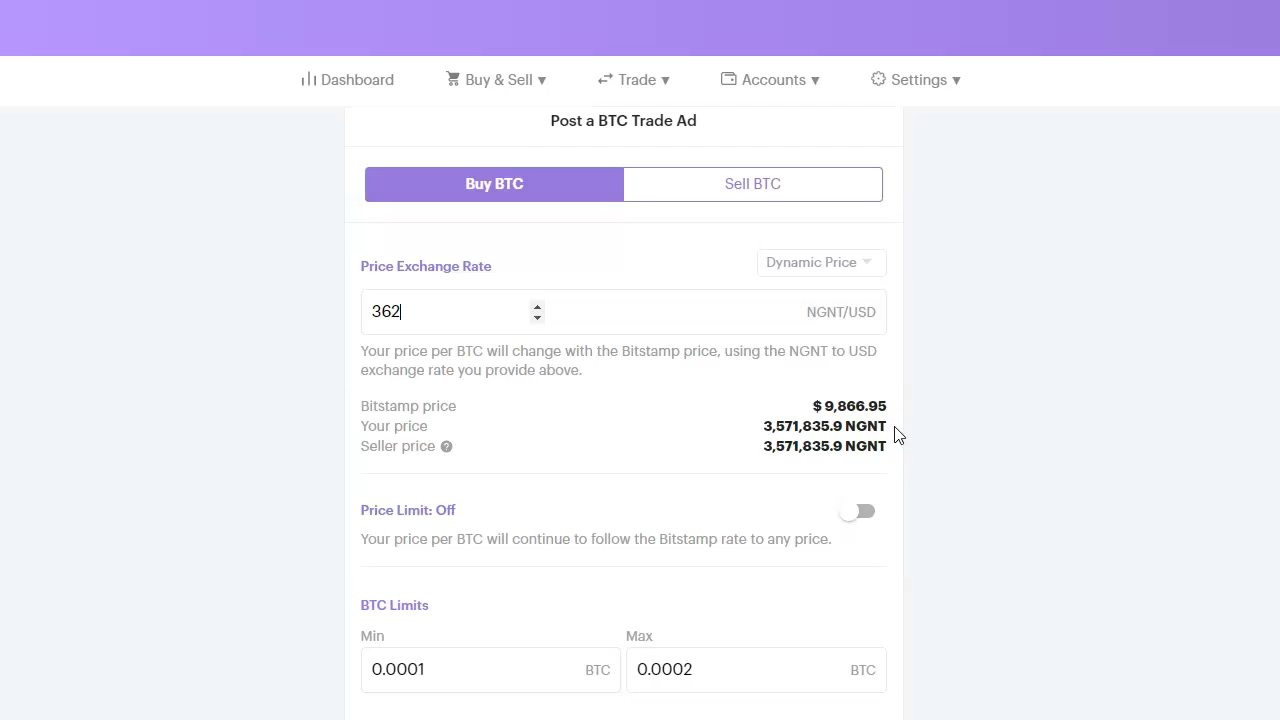 Dashboard Buy & Sell ▼ Trade ▼ Accounts ▼ Settings ▼
Post a BTC Trade Ad
Buy BTC Sell BTC
Price Exchange Rate Dynamic Price
362 NGNT/USD
Your price per BTC will change with the Bitstamp price, using the NGNT to USD
exchange rate you provide above.
Bitstamp price $ 9,866.95
Your price 3,571,835.9 NGNT
Seller price ? 3,571,835.9 NGNT
Price Limit: Off
Your price per BTC will continue to follow the Bitstamp rate to any price.
BTC Limits
Min Max
0.0001 BTC 0.0002 BTC